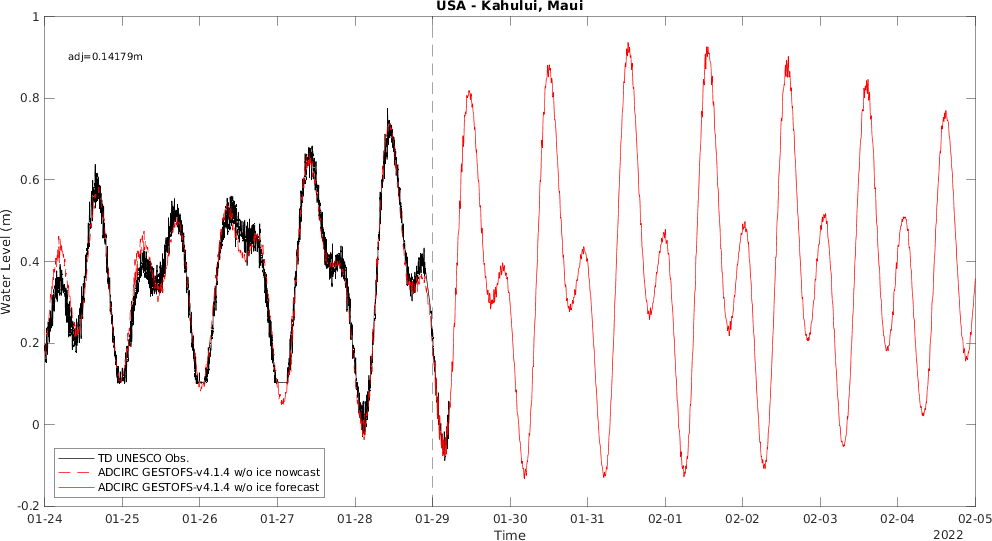 USA - Kahului, Maui
adj=0.14179m
Water Level (m)
1
0.8
0.6
0.4
0.2
0
-0.2
TD UNESCO Obs.
ADCIRC GESTOFS-v4.1.4 w/o ice nowcast
ADCIRC GESTOFS-v4.1.4 w/o ice forecast
01-24 01-25 01-26 01-27 01-28 01-29 01-30 01-31 02-01 02-02 02-03 02-04 02-05
Time
2022